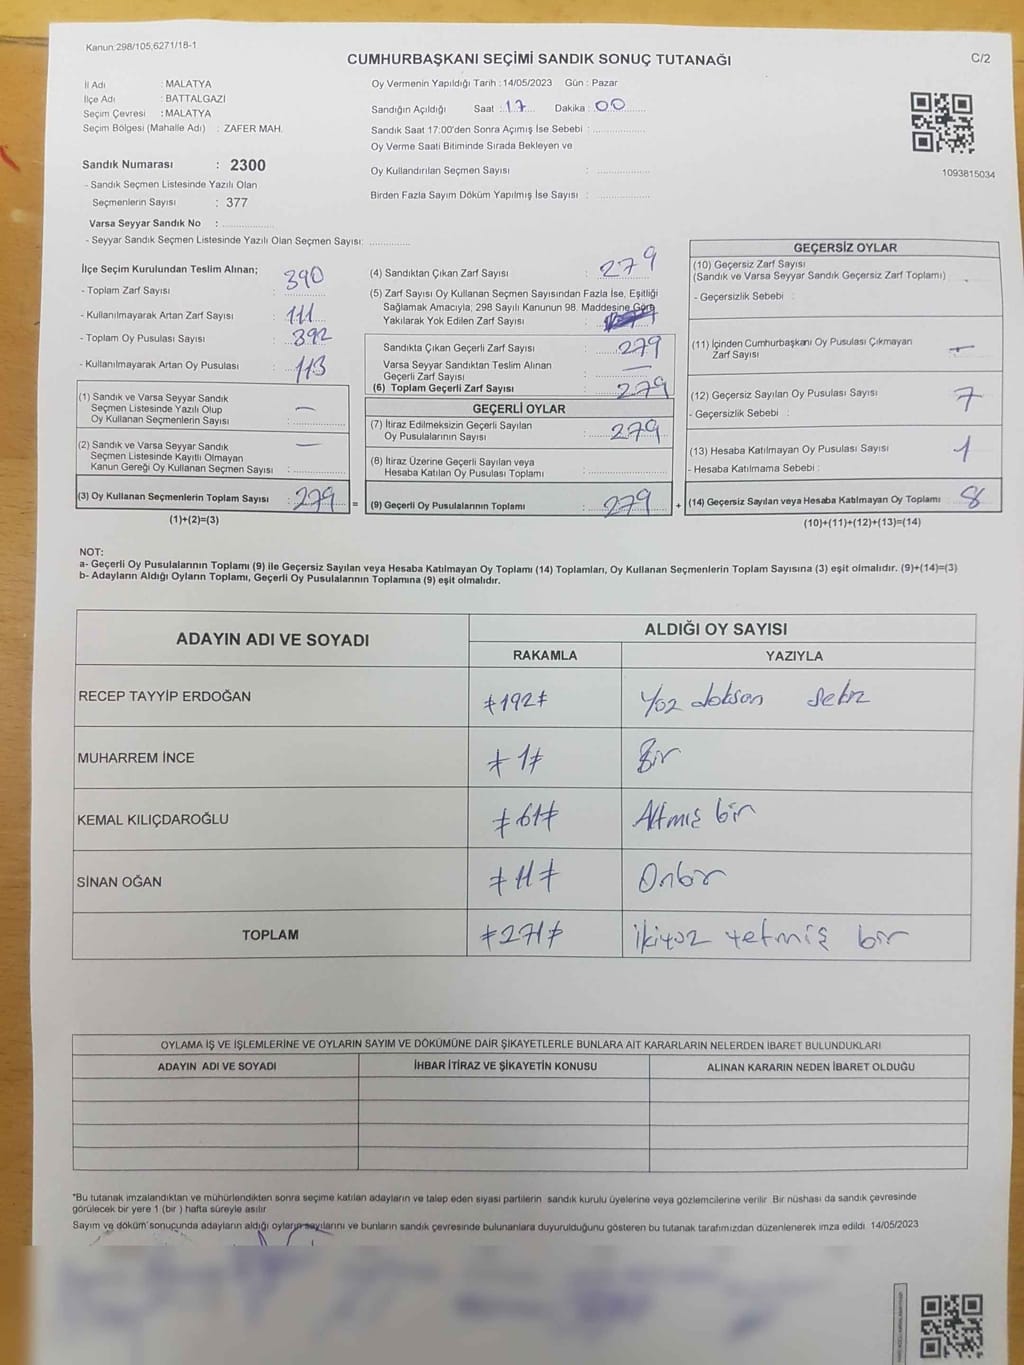 Kanun:298/105,6271/18-1
CUMHURBAŞKANI SEÇİMİ SANDIK SONUÇ TUTANAĞI
C/2
İl Adı : MALATYA
İlçe Adı : BATTALGAZİ
Seçim Çevresi : MALATYA
Seçim Bölgesi (Mahalle Adı) : ZAFER MAH.
Oy Vermenin Yapıldığı Tarih : 14/05/2023 Gün : Pazar
Sandığın Açıldığı Saat : 17 Dakika : 00
Sandık Saat 17:00'den Sonra Açılmış İse Sebebi :
Oy Verme Saati Bitiminde Sırada Bekleyen ve
Oy Kullandırılan Seçmen Sayısı :
Birden Fazla Sayım Döküm Yapılmış İse Sayısı :
1093815034
Sandık Numarası : 2300
- Sandık Seçmen Listesinde Yazılı Olan
Seçmenlerin Sayısı : 377
Varsa Seyyar Sandık No :
- Seyyar Sandık Seçmen Listesinde Yazılı Olan Seçmen Sayısı:
İlçe Seçim Kurulundan Teslim Alınan;
- Toplam Zarf Sayısı : 390
- Kullanılmayarak Artan Zarf Sayısı : 111
- Toplam Oy Pusulası Sayısı : 392
- Kullanılmayarak Artan Oy Pusulası : 113
(1) Sandık ve Varsa Seyyar Sandık
Seçmen Listesinde Yazılı Olup
Oy Kullanan Seçmenlerin Sayısı : —
(2) Sandık ve Varsa Seyyar Sandık
Seçmen Listesinde Kayıtlı Olmayan
Kanun Gereği Oy Kullanan Seçmen Sayısı : —
(3) Oy Kullanan Seçmenlerin Toplam Sayısı : 279 =
(1)+(2)=(3)
(4) Sandıktan Çıkan Zarf Sayısı : 279
(5) Zarf Sayısı Oy Kullanan Seçmen Sayısından Fazla İse, Eşitliği
Sağlamak Amacıyla; 298 Sayılı Kanunun 98. Maddesine Göre
Yakılarak Yok Edilen Zarf Sayısı :
Sandıkta Çıkan Geçerli Zarf Sayısı : 279
Varsa Seyyar Sandıktan Teslim Alınan
Geçerli Zarf Sayısı : —
(6) Toplam Geçerli Zarf Sayısı : 279
GEÇERLİ OYLAR
(7) İtiraz Edilmeksizin Geçerli Sayılan
Oy Pusulalarının Sayısı : 279
(8) İtiraz Üzerine Geçerli Sayılan veya
Hesaba Katılan Oy Pusulası Toplamı :
(9) Geçerli Oy Pusulalarının Toplamı : 279 +
GEÇERSİZ OYLAR
(10) Geçersiz Zarf Sayısı
(Sandık ve Varsa Seyyar Sandık Geçersiz Zarf Toplamı)
- Geçersizlik Sebebi :
(11) İçinden Cumhurbaşkanı Oy Pusulası Çıkmayan
Zarf Sayısı : —
(12) Geçersiz Sayılan Oy Pusulası Sayısı : 7
- Geçersizlik Sebebi :
(13) Hesaba Katılmayan Oy Pusulası Sayısı : 1
- Hesaba Katılmama Sebebi :
(14) Geçersiz Sayılan veya Hesaba Katılmayan Oy Toplamı : 8
(10)+(11)+(12)+(13)=(14)
NOT:
a- Geçerli Oy Pusulalarının Toplamı (9) ile Geçersiz Sayılan veya Hesaba Katılmayan Oy Toplamı (14) Toplamları, Oy Kullanan Seçmenlerin Toplam Sayısına (3) eşit olmalıdır. (9)+(14)=(3)
b- Adayların Aldığı Oyların Toplamı, Geçerli Oy Pusulalarının Toplamına (9) eşit olmalıdır.
ADAYIN ADI VE SOYADI
ALDIĞI OY SAYISI
RAKAMLA YAZIYLA
RECEP TAYYİP ERDOĞAN ≠192≠ Yüz doksan sekiz
MUHARREM İNCE ≠1≠ Bir
KEMAL KILIÇDAROĞLU ≠61≠ Altmış bir
SİNAN OĞAN ≠11≠ Onbir
TOPLAM ≠271≠ ikiyüz yetmiş bir
OYLAMA İŞ VE İŞLEMLERİNE VE OYLARIN SAYIM VE DÖKÜMÜNE DAİR ŞİKAYETLERLE BUNLARA AİT KARARLARIN NELERDEN İBARET BULUNDUKLARI
ADAYIN ADI VE SOYADI İHBAR İTİRAZ VE ŞİKAYETİN KONUSU ALINAN KARARIN NEDEN İBARET OLDUĞU
*Bu tutanak imzalandıktan ve mühürlendikten sonra seçime katılan adayların ve talep eden siyasi partilerin sandık kurulu üyelerine veya gözlemcilerine verilir Bir nüshası da sandık çevresinde
görülecek bir yere 1 (bir ) hafta süreyle asılır
Sayım ve döküm sonucunda adayların aldığı oyların sayılarını ve bunların sandık çevresinde bulunanlara duyurulduğunu gösteren bu tutanak tarafımızdan düzenlenerek imza edildi 14/05/2023